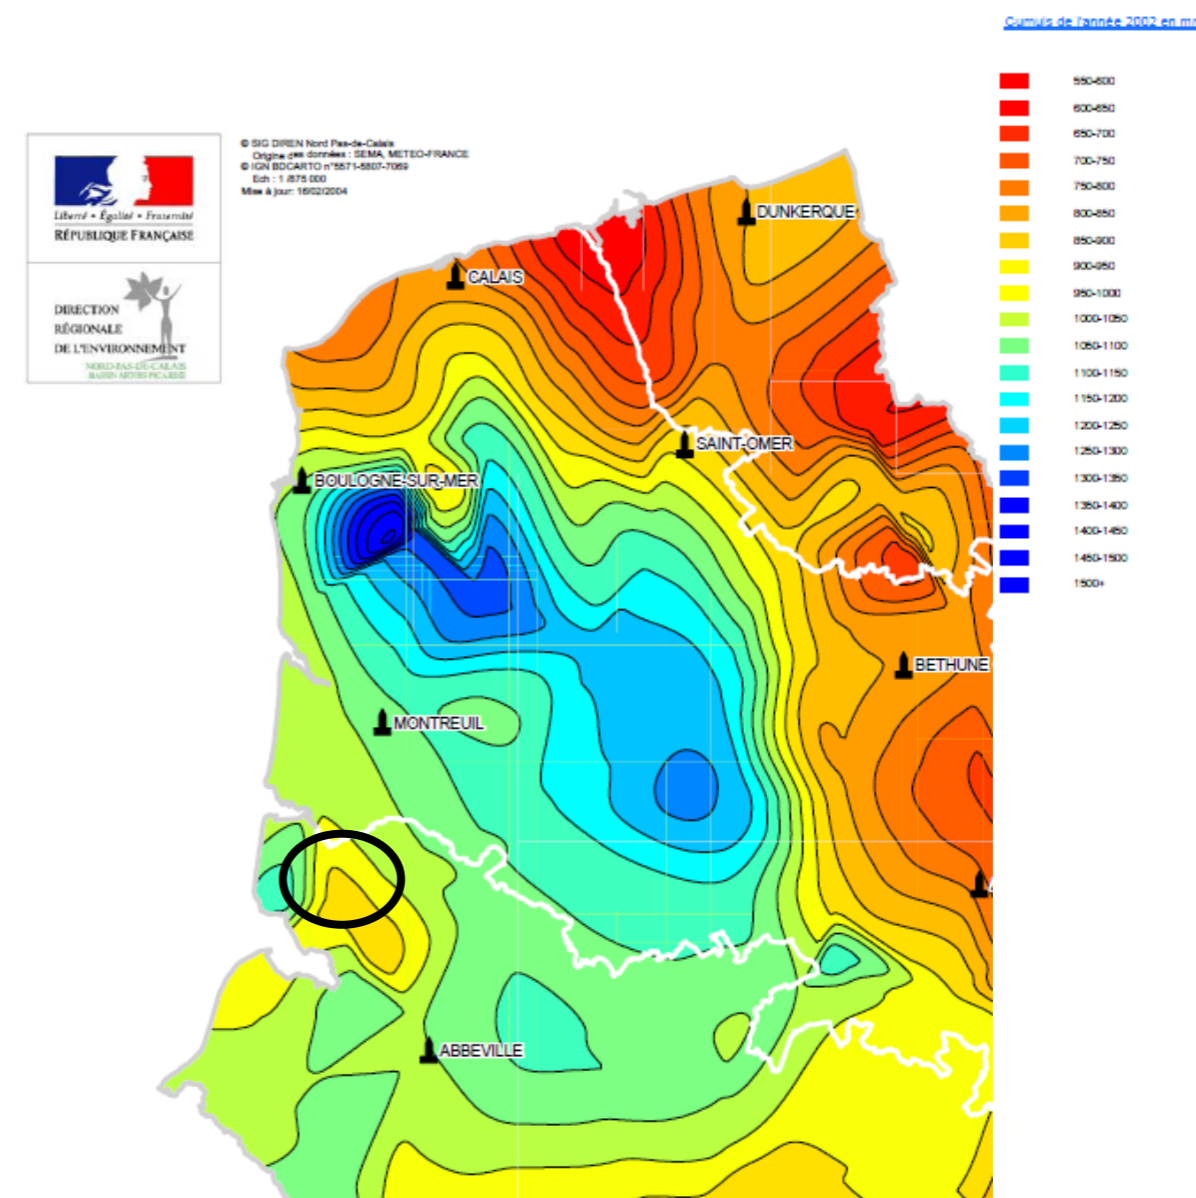 Cumuls de l'année 2002 en mm
550-600
600-650
650-700
700-750
750-800
800-850
850-900
900-950
950-1000
1000-1050
1050-1100
1100-1150
1150-1200
1200-1250
1250-1300
1300-1350
1350-1400
1400-1450
1450-1500
1500+
Liberté • Égalité • Fraternité
RÉPUBLIQUE FRANÇAISE
DIRECTION
RÉGIONALE
DE L'ENVIRONNEMENT
NORD-PAS-DE-CALAIS
BASSIN ARTOIS-PICARDIE
© SIG DIREN Nord Pas-de-Calais
Origine des données : SEMA, METEO-FRANCE
© IGN BDCARTO n°5571-5807-7069
Ech : 1 /875 000
Mise à jour: 16/02/2004
DUNKERQUE
CALAIS
SAINT-OMER
BOULOGNE-SUR-MER
BETHUNE
MONTREUIL
ABBEVILLE